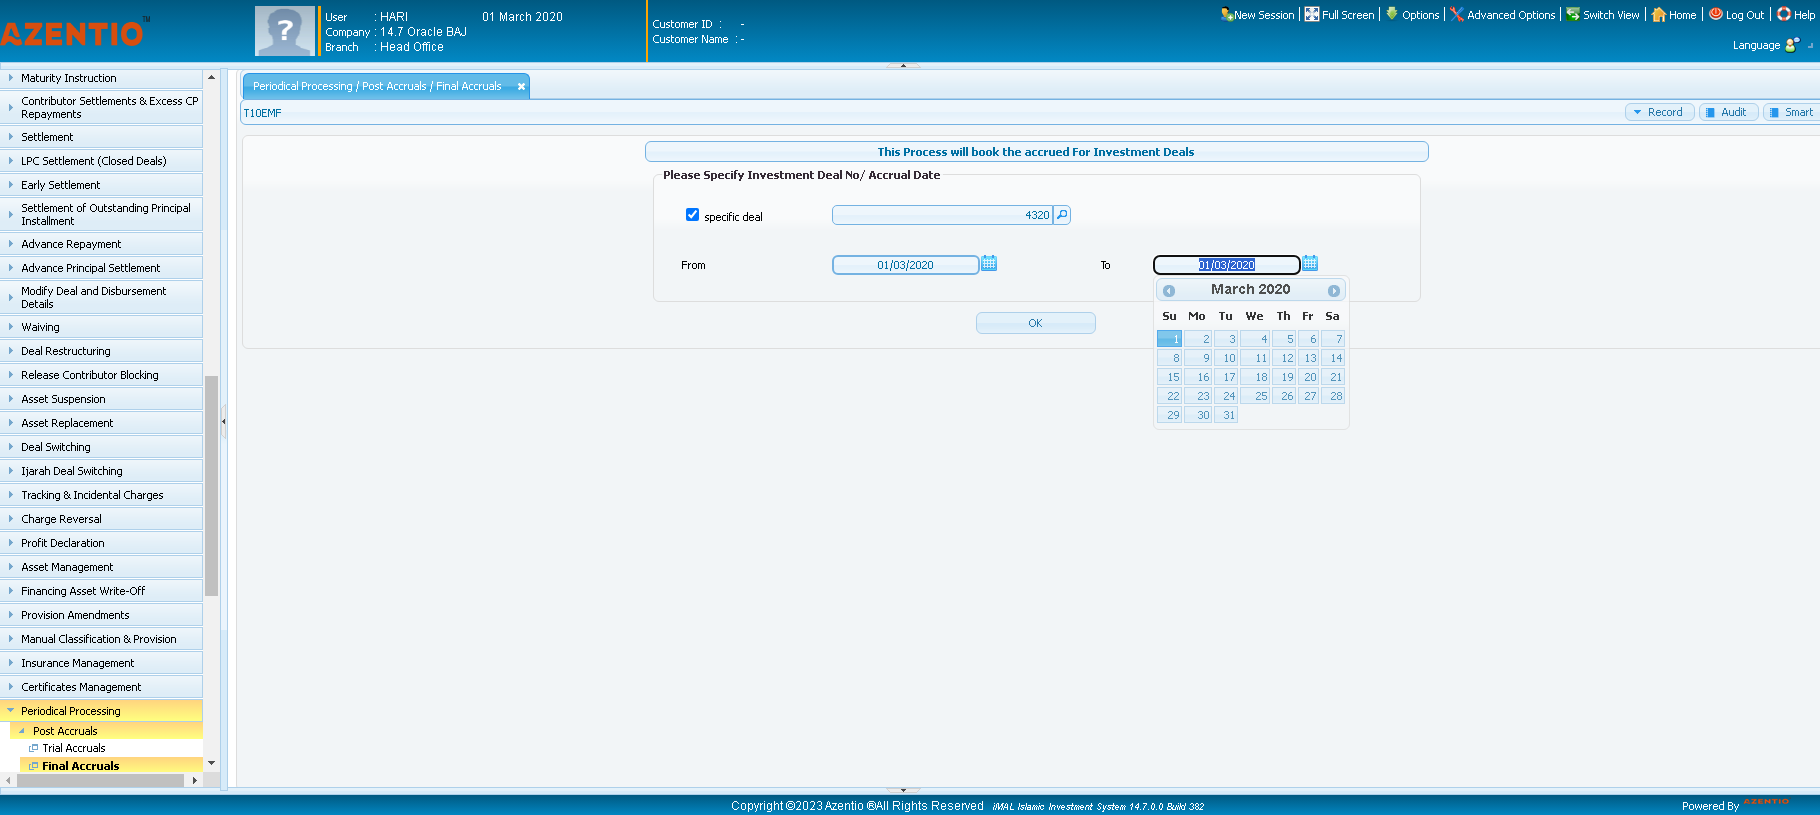 AZENTIO™
User : HARI 01 March 2020
Company : 14.7 Oracle BAJ
Branch : Head Office
Customer ID : -
Customer Name : -
New Session | Full Screen | Options | Advanced Options | Switch View | Home | Log Out | Help
Language
Maturity Instruction
Contributor Settlements & Excess CP
Repayments
Settlement
LPC Settlement (Closed Deals)
Early Settlement
Settlement of Outstanding Principal
Installment
Advance Repayment
Advance Principal Settlement
Modify Deal and Disbursement
Details
Waiving
Deal Restructuring
Release Contributor Blocking
Asset Suspension
Asset Replacement
Deal Switching
Ijarah Deal Switching
Tracking & Incidental Charges
Charge Reversal
Profit Declaration
Asset Management
Financing Asset Write-Off
Provision Amendments
Manual Classification & Provision
Insurance Management
Certificates Management
Periodical Processing
Post Accruals
Trial Accruals
Final Accruals
Periodical Processing / Post Accruals / Final Accruals
T10EMF
Record Audit Smart
This Process will book the accrued For Investment Deals
Please Specify Investment Deal No/ Accrual Date
specific deal 4320
From 01/03/2020 To 01/03/2020
OK
March 2020
Su Mo Tu We Th Fr Sa
1 2 3 4 5 6 7
8 9 10 11 12 13 14
15 16 17 18 19 20 21
22 23 24 25 26 27 28
29 30 31
Copyright ©2023 Azentio ®All Rights Reserved iMAL Islamic Investment System 14.7.0.0 Build 382
Powered By AZENTIO